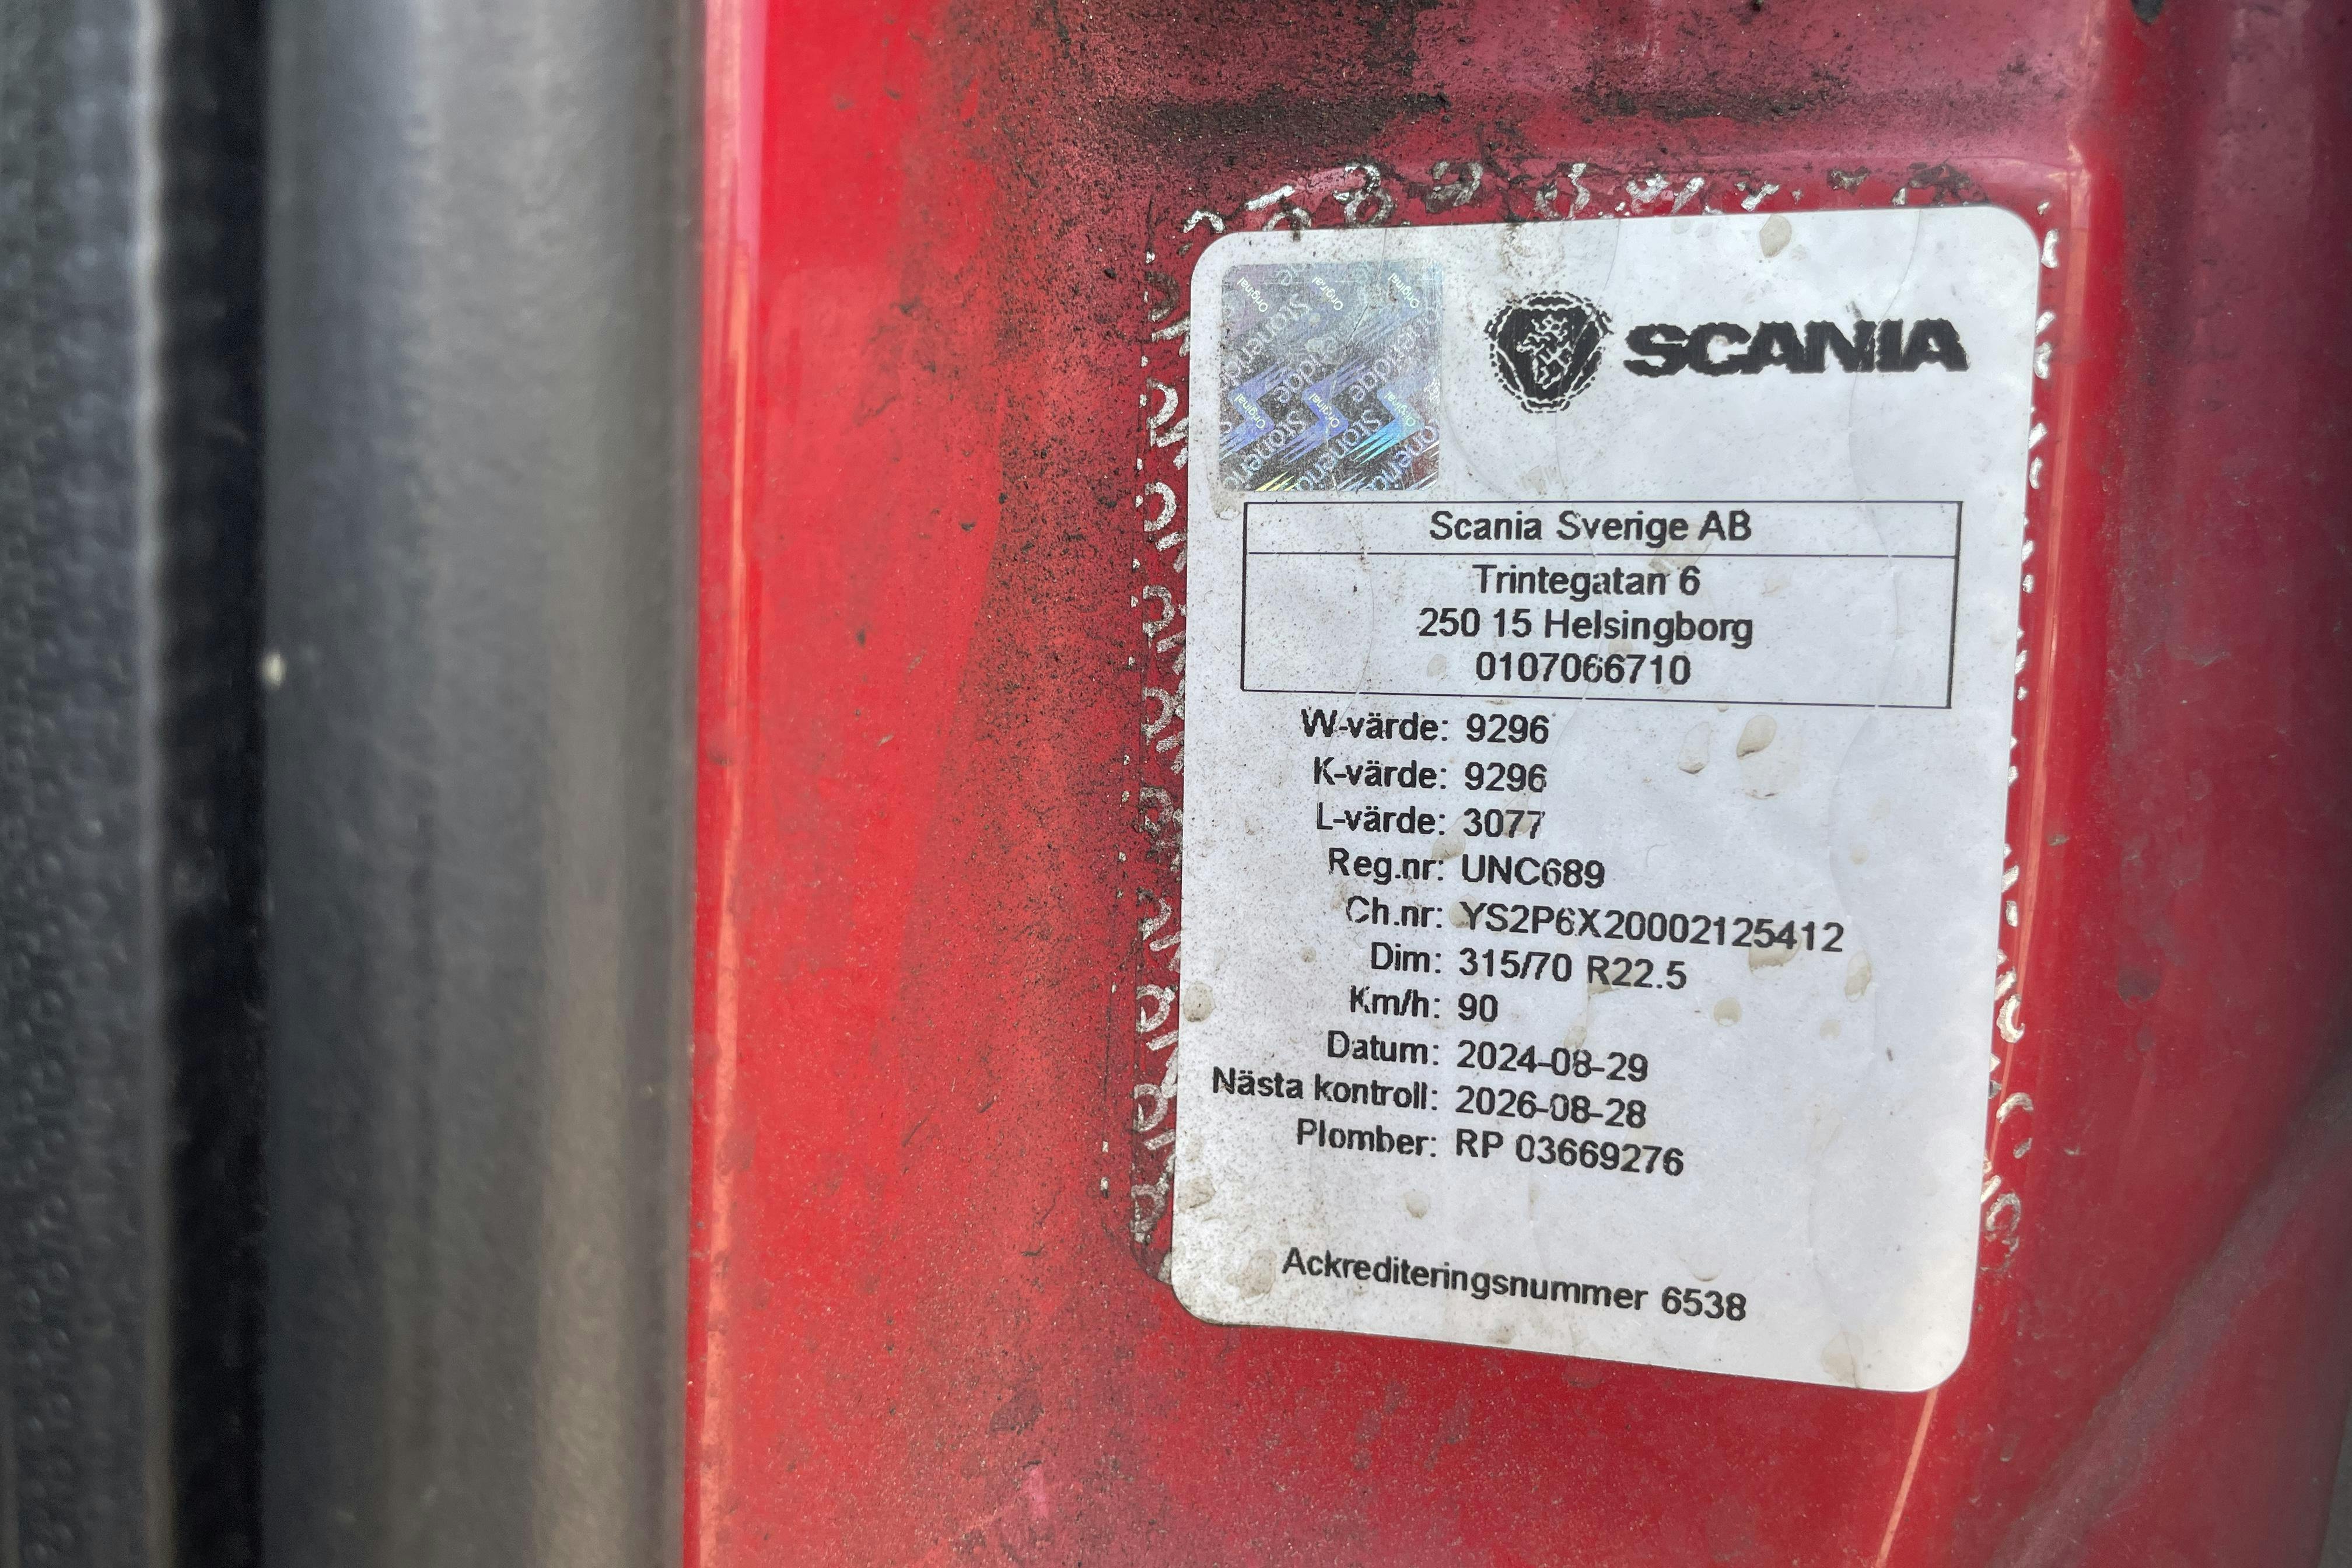 SCANIA
Scania Sverige AB
Trintegatan 6
250 15 Helsingborg
0107066710
W-värde: 9296
K-värde: 9296
L-värde: 3077
Reg.nr: UNC689
Ch.nr: YS2P6X20002125412
Dim: 315/70 R22.5
Km/h: 90
Datum: 2024-08-29
Nästa kontroll: 2026-08-28
Plomber: RP 03669276
Ackrediteringsnummer 6538